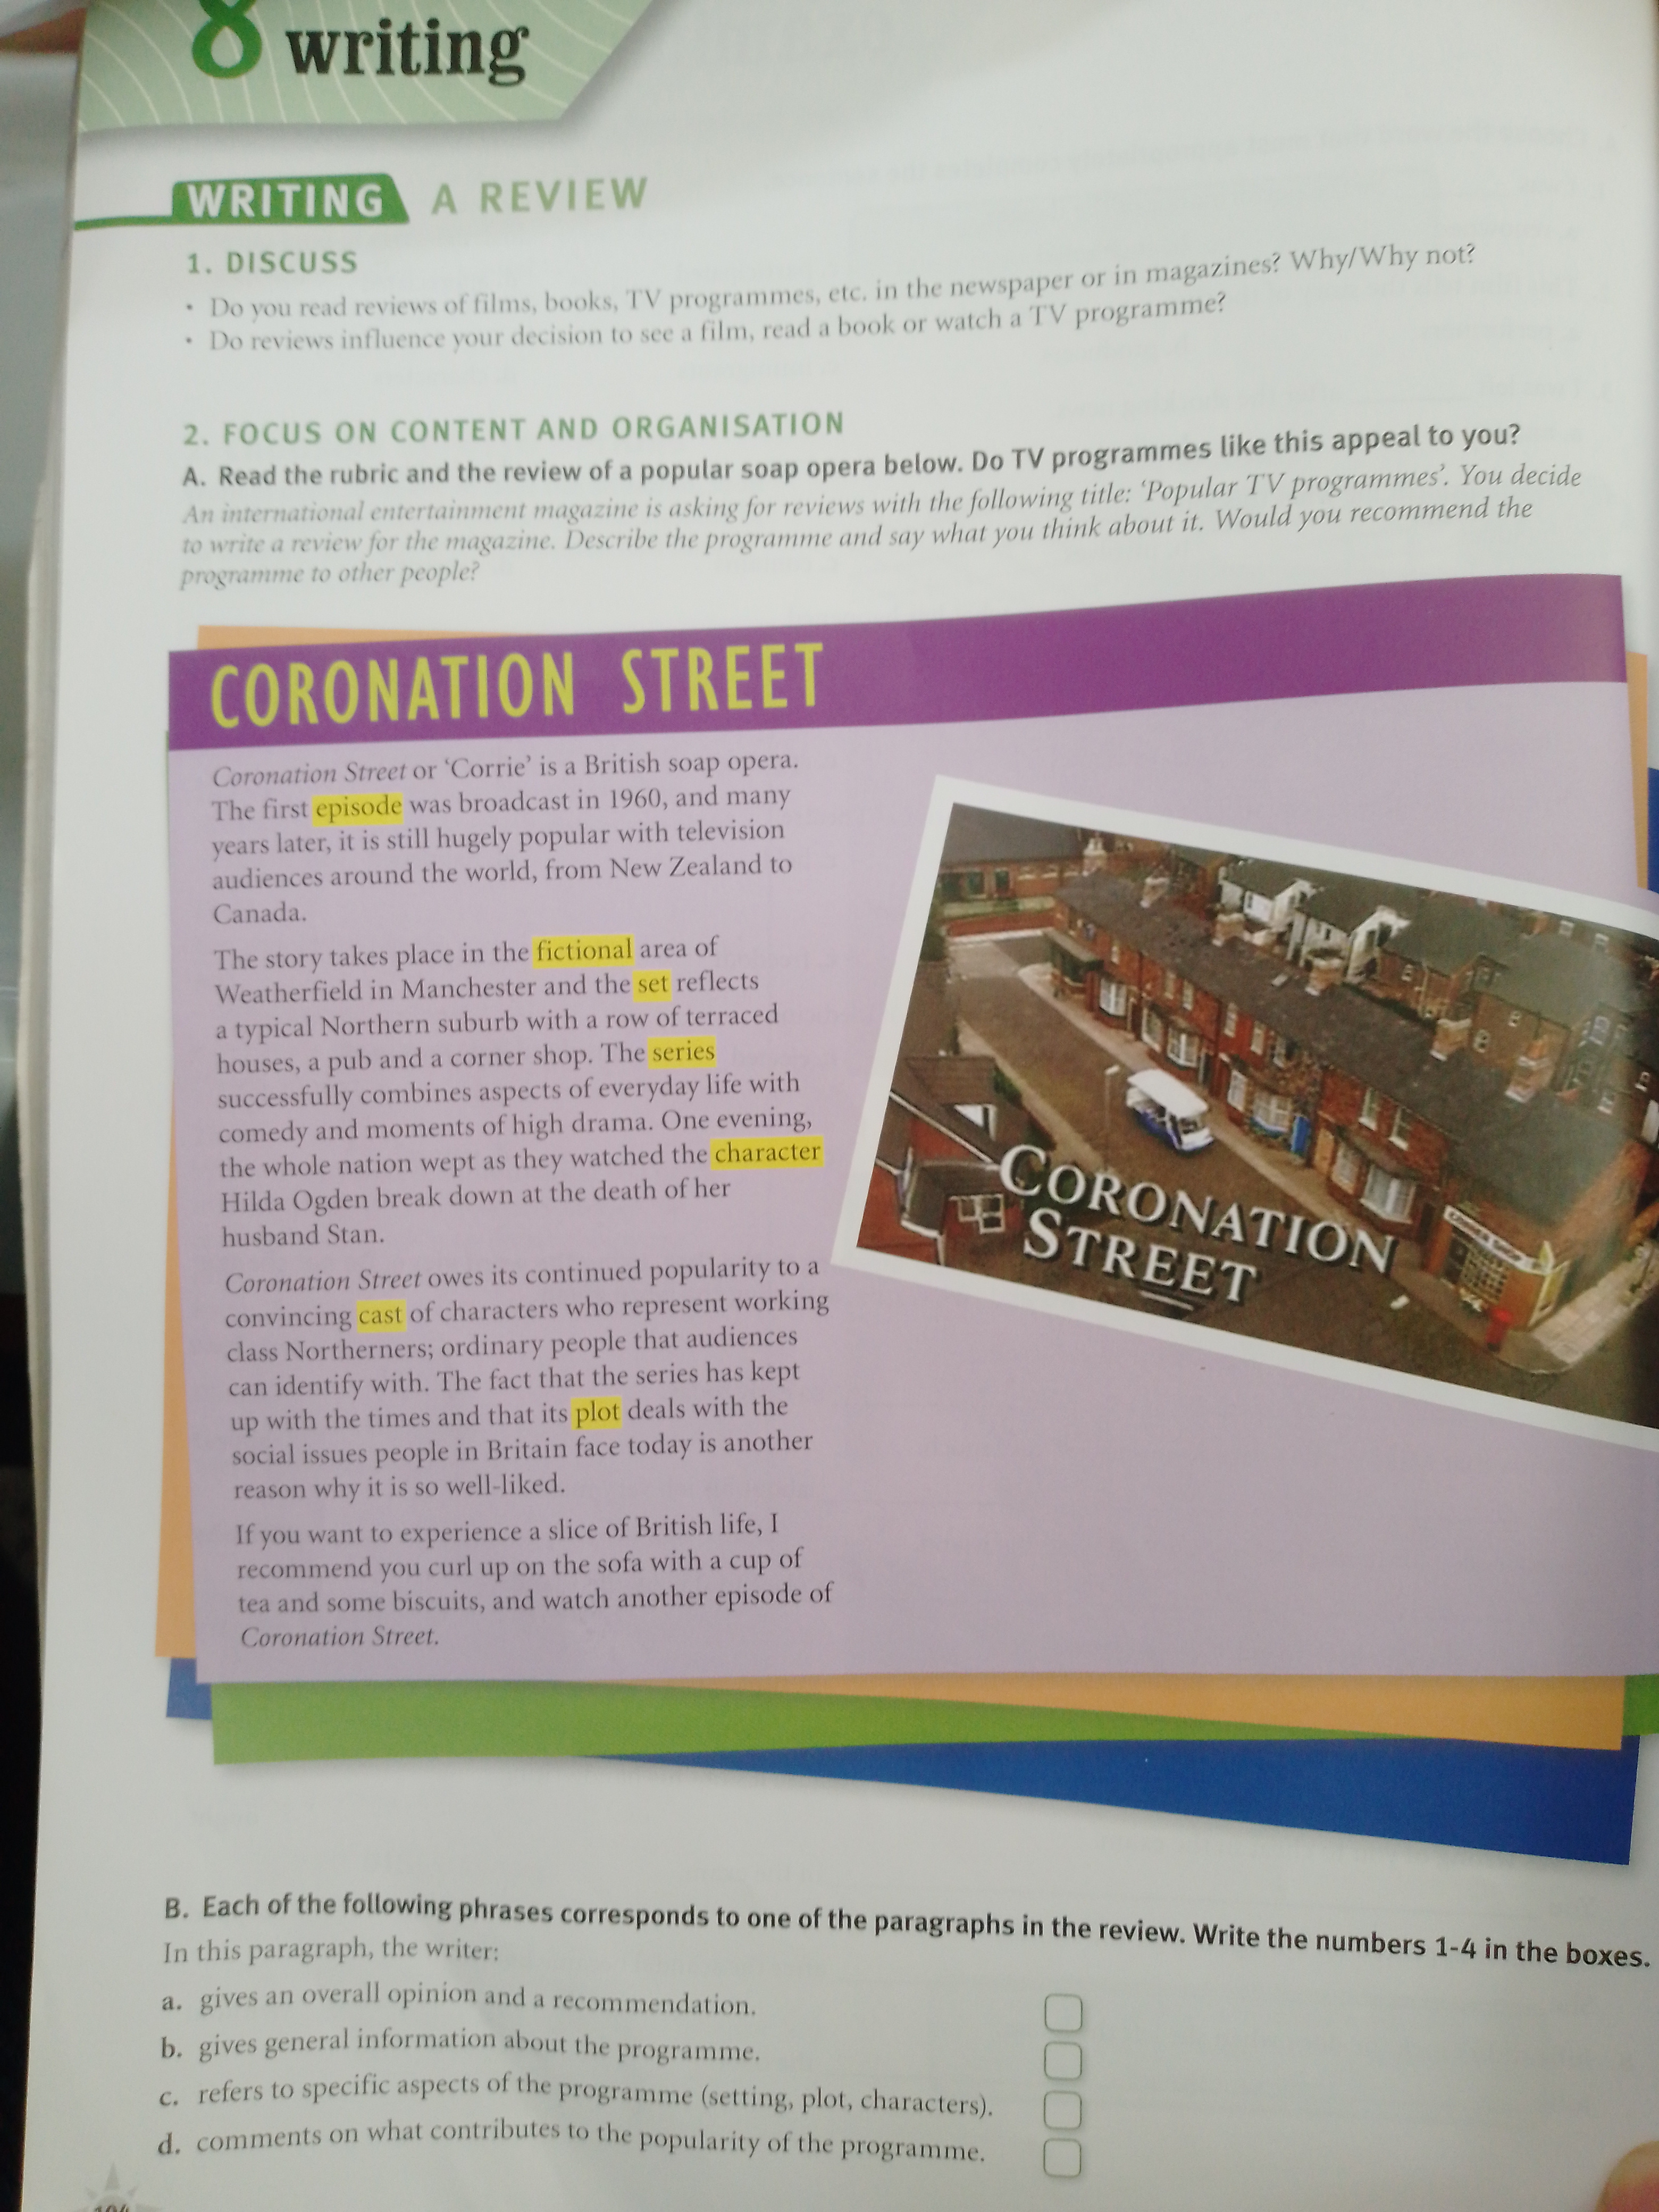 8 writing
WRITING A REVIEW
1. DISCUSS
• Do you read reviews of films, books, TV programmes, etc. in the newspaper or in magazines? Why/Why not?
• Do reviews influence your decision to see a film, read a book or watch a TV programme?
2. FOCUS ON CONTENT AND ORGANISATION
A. Read the rubric and the review of a popular soap opera below. Do TV programmes like this appeal to you?
An international entertainment magazine is asking for reviews with the following title: 'Popular TV programmes'. You decide
to write a review for the magazine. Describe the programme and say what you think about it. Would you recommend the
programme to other people?
CORONATION STREET
Coronation Street or 'Corrie' is a British soap opera.
The first episode was broadcast in 1960, and many
years later, it is still hugely popular with television
audiences around the world, from New Zealand to
Canada.
The story takes place in the fictional area of
Weatherfield in Manchester and the set reflects
a typical Northern suburb with a row of terraced
houses, a pub and a corner shop. The series
successfully combines aspects of everyday life with
comedy and moments of high drama. One evening,
the whole nation wept as they watched the character
Hilda Ogden break down at the death of her
husband Stan.
Coronation Street owes its continued popularity to a
convincing cast of characters who represent working
class Northerners; ordinary people that audiences
can identify with. The fact that the series has kept
up with the times and that its plot deals with the
social issues people in Britain face today is another
reason why it is so well-liked.
If you want to experience a slice of British life, I
recommend you curl up on the sofa with a cup of
tea and some biscuits, and watch another episode of
Coronation Street.
CORONATION
STREET
B. Each of the following phrases corresponds to one of the paragraphs in the review. Write the numbers 1-4 in the boxes.
In this paragraph, the writer:
a. gives an overall opinion and a recommendation.
b. gives general information about the programme.
c. refers to specific aspects of the programme (setting, plot, characters).
d. comments on what contributes to the popularity of the programme.